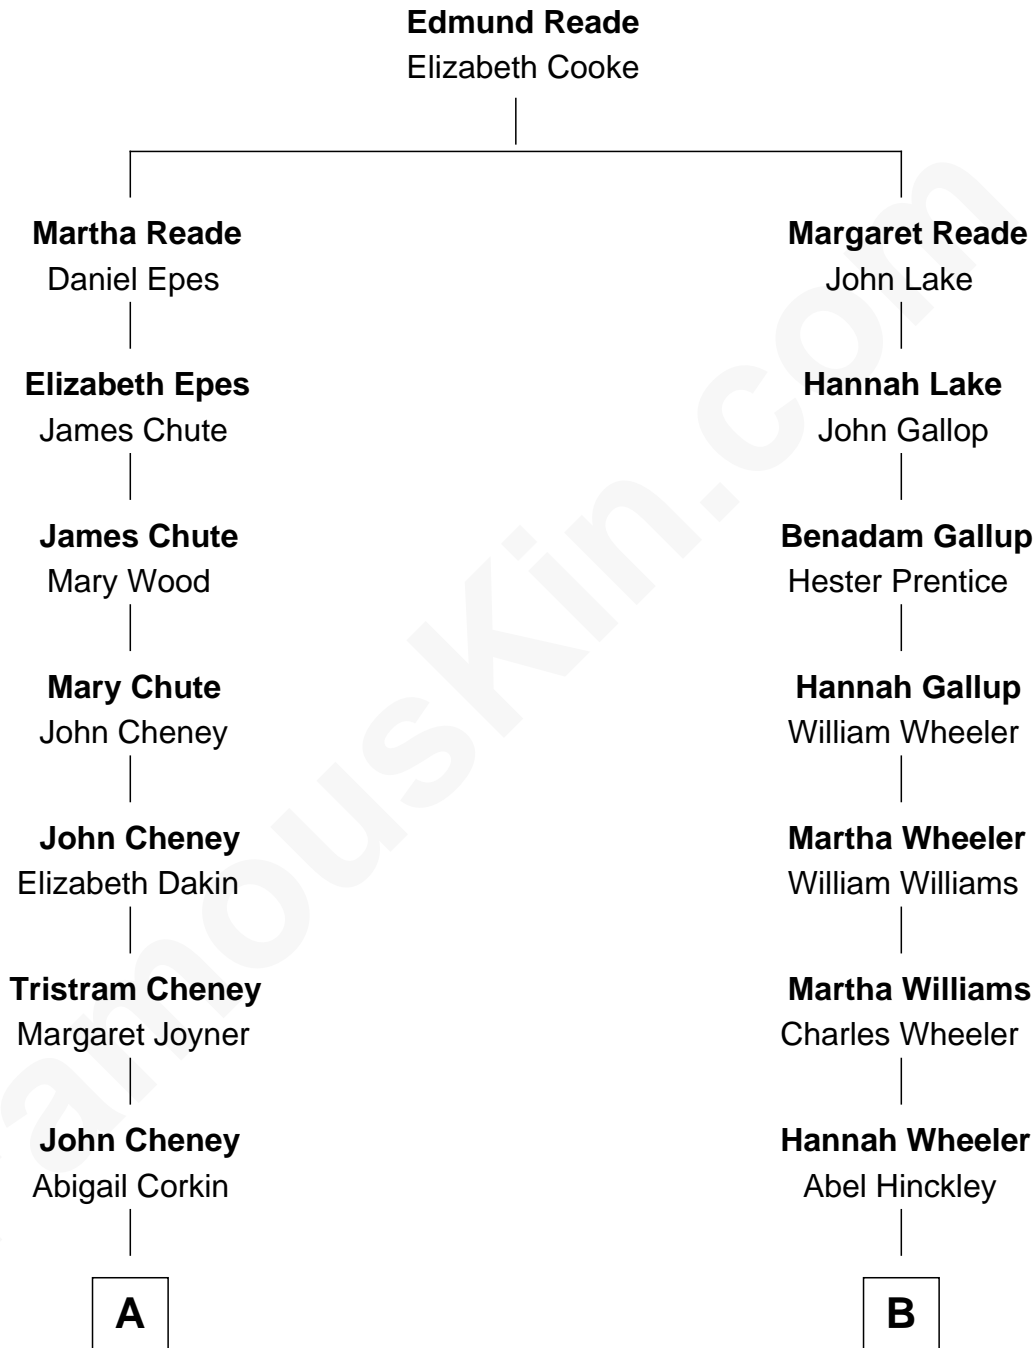 Edmund Reade
Elizabeth Cooke
Martha Reade
Daniel Epes
Margaret Reade
John Lake
Elizabeth Epes
James Chute
Hannah Lake
John Gallop
James Chute
Mary Wood
Benadam Gallup
Hester Prentice
Mary Chute
John Cheney
Hannah Gallup
William Wheeler
John Cheney
Elizabeth Dakin
Martha Wheeler
William Williams
Tristram Cheney
Margaret Joyner
Martha Williams
Charles Wheeler
John Cheney
Abigail Corkin
Hannah Wheeler
Abel Hinckley
A
B
amouskin.com